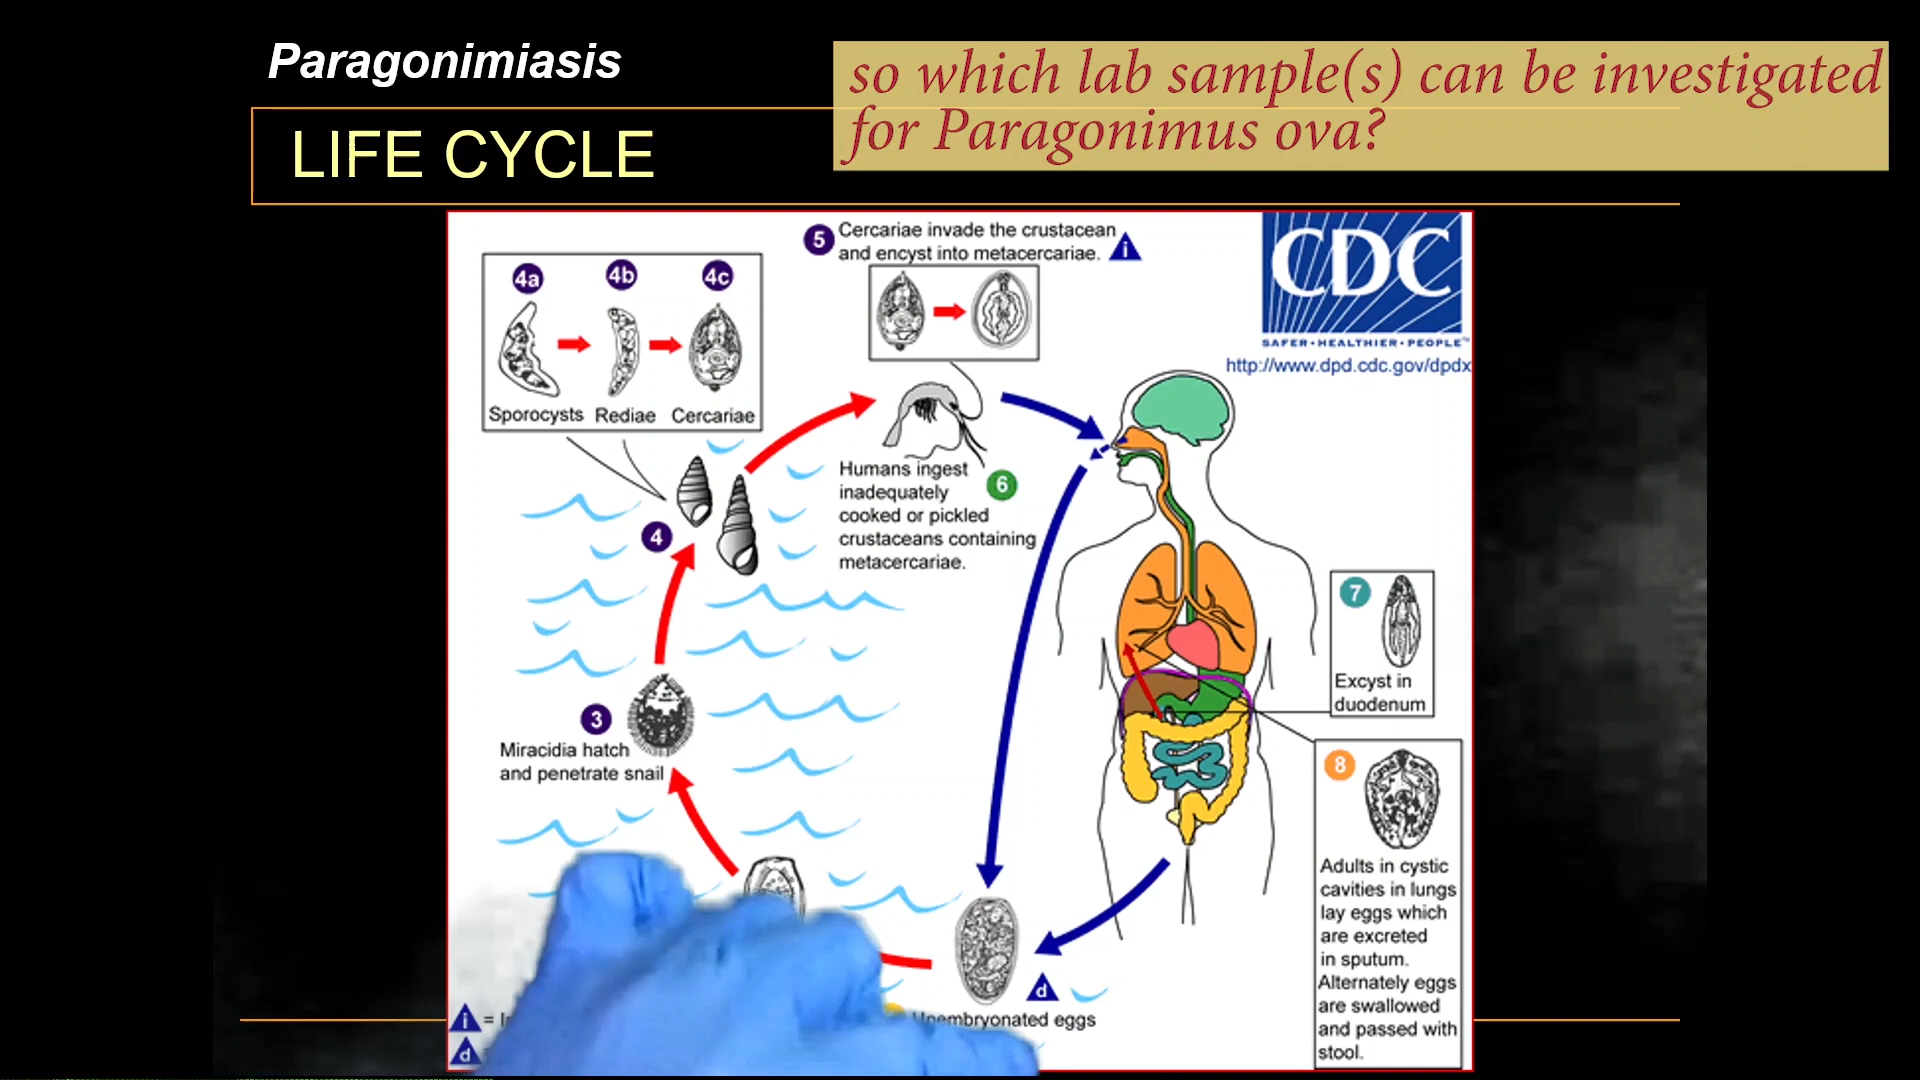 Paragonimiasis
so which lab sample(s) can be investigated
for Paragonimus ova?
LIFE CYCLE
5 Cercariae invade the crustacean
and encyst into metacercariae. i
CDC
SAFER•HEALTHIER•PEOPLE™
http://www.dpd.cdc.gov/dpdx
4a 4b 4c
Sporocysts Rediae Cercariae
Humans ingest
inadequately 6
cooked or pickled
crustaceans containing
metacercariae.
4
7
Excyst in
duodenum
3
Miracidia hatch
and penetrate snail
8
Adults in cystic
cavities in lungs
lay eggs which
are excreted
in sputum.
Alternately eggs
are swallowed
and passed with
stool.
d
i =
Unembryonated eggs
d